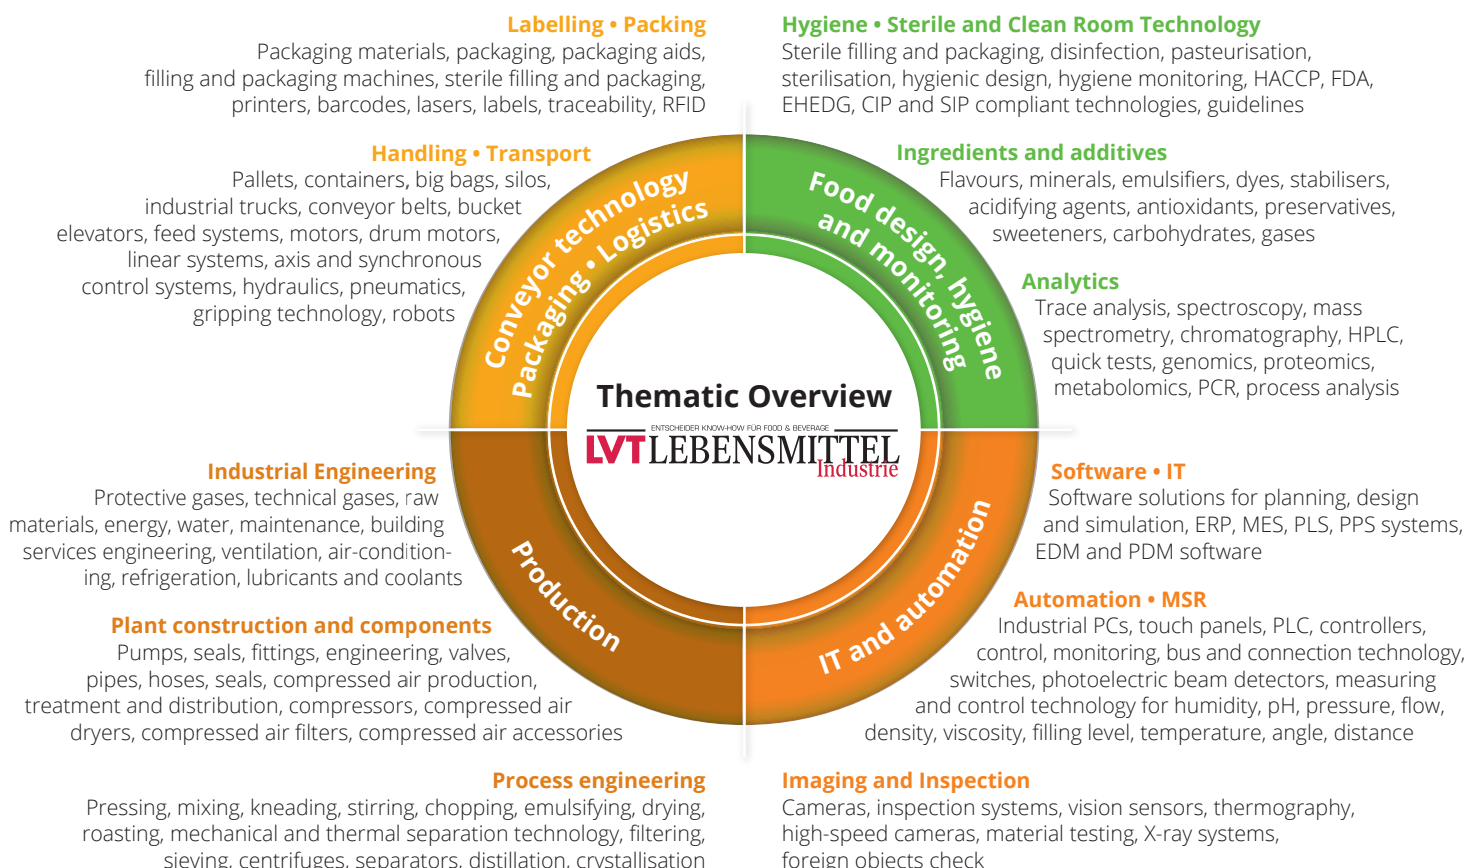 Labelling • Packing
Packaging materials, packaging, packaging aids,
filling and packaging machines, sterile filling and packaging,
printers, barcodes, lasers, labels, traceability, RFID
Hygiene • Sterile and Clean Room Technology
Sterile filling and packaging, disinfection, pasteurisation,
sterilisation, hygienic design, hygiene monitoring, HACCP, FDA,
EHEDG, CIP and SIP compliant technologies, guidelines
Handling • Transport
Pallets, containers, big bags, silos,
industrial trucks, conveyor belts, bucket
elevators, feed systems, motors, drum motors,
linear systems, axis and synchronous
control systems, hydraulics, pneumatics,
gripping technology, robots
Conveyor technology
Packaging • Logistics
Food design, hygiene
and monitoring
Ingredients and additives
Flavours, minerals, emulsifiers, dyes, stabilisers,
acidifying agents, antioxidants, preservatives,
sweeteners, carbohydrates, gases
Analytics
Trace analysis, spectroscopy, mass
spectrometry, chromatography, HPLC,
quick tests, genomics, proteomics,
metabolomics, PCR, process analysis
Thematic Overview
ENTSCHEIDER KNOW-HOW FÜR FOOD & BEVERAGE
LVT LEBENSMITTEL
Industrie
Industrial Engineering
Protective gases, technical gases, raw
materials, energy, water, maintenance, building
services engineering, ventilation, air-condition-
ing, refrigeration, lubricants and coolants
Plant construction and components
Pumps, seals, fittings, engineering, valves,
pipes, hoses, seals, compressed air production,
treatment and distribution, compressors, compressed air
dryers, compressed air filters, compressed air accessories
Production
IT and automation
Software • IT
Software solutions for planning, design
and simulation, ERP, MES, PLS, PPS systems,
EDM and PDM software
Automation • MSR
Industrial PCs, touch panels, PLC, controllers,
control, monitoring, bus and connection technology,
switches, photoelectric beam detectors, measuring
and control technology for humidity, pH, pressure, flow,
density, viscosity, filling level, temperature, angle, distance
Process engineering
Pressing, mixing, kneading, stirring, chopping, emulsifying, drying,
roasting, mechanical and thermal separation technology, filtering,
sieving, centrifuges, separators, distillation, crystallisation
Imaging and Inspection
Cameras, inspection systems, vision sensors, thermography,
high-speed cameras, material testing, X-ray systems,
foreign objects check